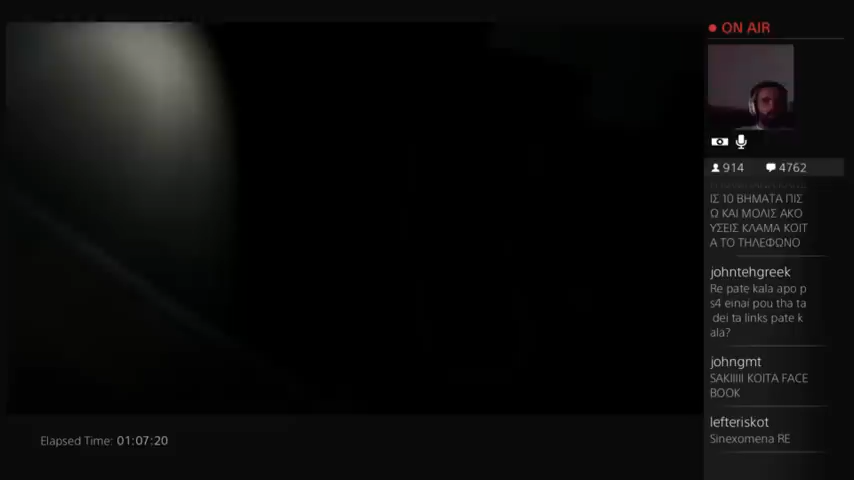 ON AIR
914 4762
ΙΣ 10 ΒΗΜΑΤΑ ΠΙΣ
Ω ΚΑΙ ΜΟΛΙΣ ΑΚΟ
ΥΣΕΙΣ ΚΛΑΜΑ ΚΟΙΤ
Α ΤΟ ΤΗΛΕΦΩΝΟ
johntehgreek
Re pate kala apo p
s4 einai pou tha ta
dei ta links pate k
ala?
johngmt
SAKIIIII KOITA FACE
BOOK
lefteriskot
Sinexomena RE
Elapsed Time: 01:07:20